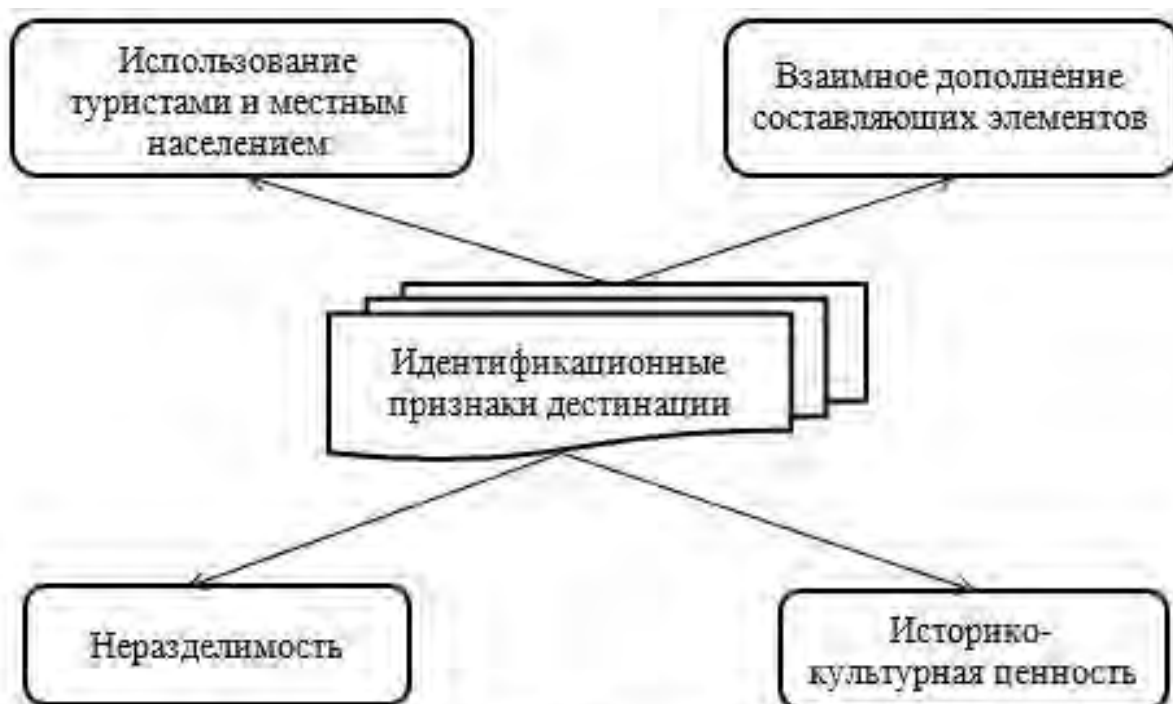 Использование
туристами и местным
населением
Взаимное дополнение
составляющих элементов
Идентификационные
признаки дестинации
Неразделимость
Историко-
культурная ценность